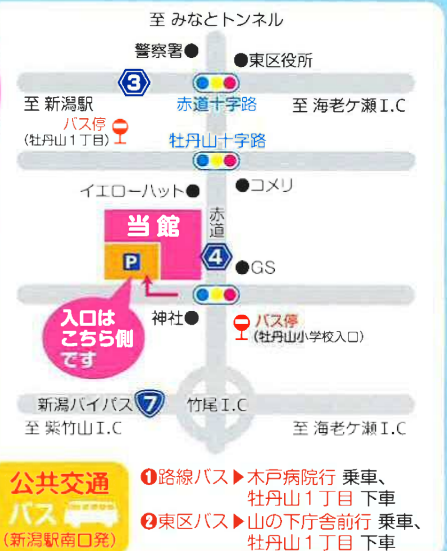 至 みなとトンネル
警察署●
●東区役所
3
至 新潟駅
赤道十字路
至 海老ケ瀬I.C
バス停
(牡丹山1丁目)
牡丹山十字路
イエローハット●
●コメリ
赤道
当館
P
4
●GS
入口は
こちら側
です
神社●
バス停
(牡丹山小学校入口)
新潟バイパス
7
竹尾I.C
至 紫竹山I.C
至 海老ケ瀬I.C
公共交通
バス
(新潟駅南口発)
❶路線バス▶木戸病院行 乗車、
牡丹山1丁目 下車
❷東区バス▶山の下庁舎前行 乗車、
牡丹山1丁目 下車